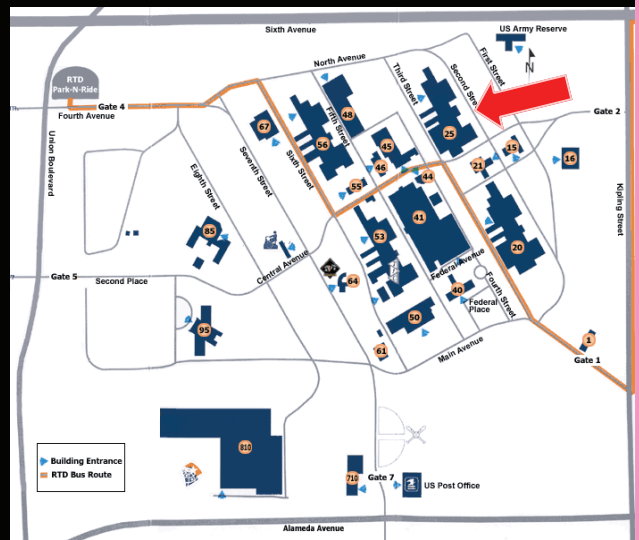 Sixth Avenue
US Army Reserve
North Avenue
First Street
N
RTD
Park-N-Ride
Third Street
Second Stre
Gate 4
Fourth Avenue
Gate 2
48
Fifth Street
67
25
56
45
15
Union Boulevard
46
16
21
Seventh Street
Sixth Street
44
55
Eighth Street
Kipling Street
41
85
53
20
Central Avenue
Federal Avenue
Gate 5
Second Place
64
40
Fourth Street
Federal
Place
50
95
1
Main Avenue
61
Gate 1
810
Building Entrance
RTD Bus Route
710
Gate 7
US Post Office
Alameda Avenue